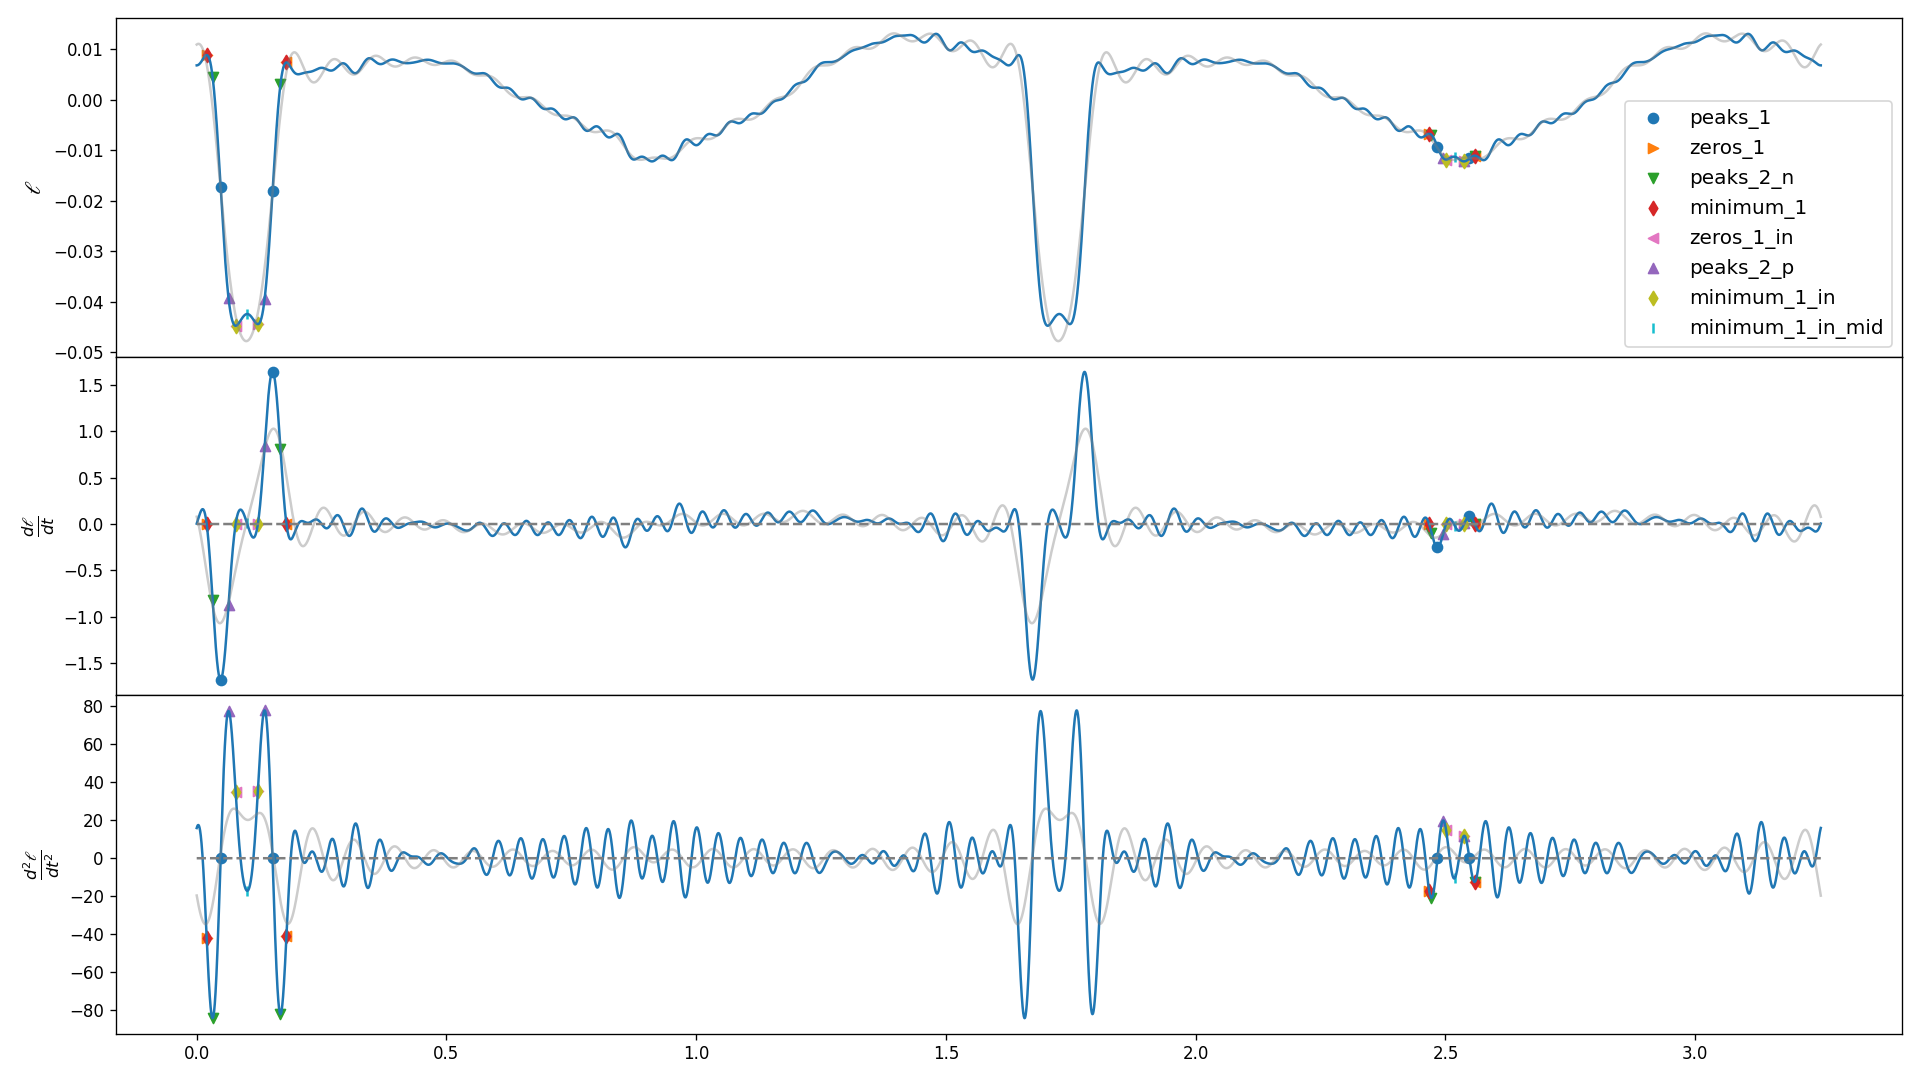 0.01
0.00
−0.01
−0.02
−0.03
−0.04
−0.05
ℓ
peaks_1
zeros_1
peaks_2_n
minimum_1
zeros_1_in
peaks_2_p
minimum_1_in
minimum_1_in_mid
1.5
1.0
0.5
0.0
−0.5
−1.0
−1.5
dℓ
dt
80
60
40
20
0
−20
−40
−60
−80
d²ℓ
dt²
0.0 0.5 1.0 1.5 2.0 2.5 3.0